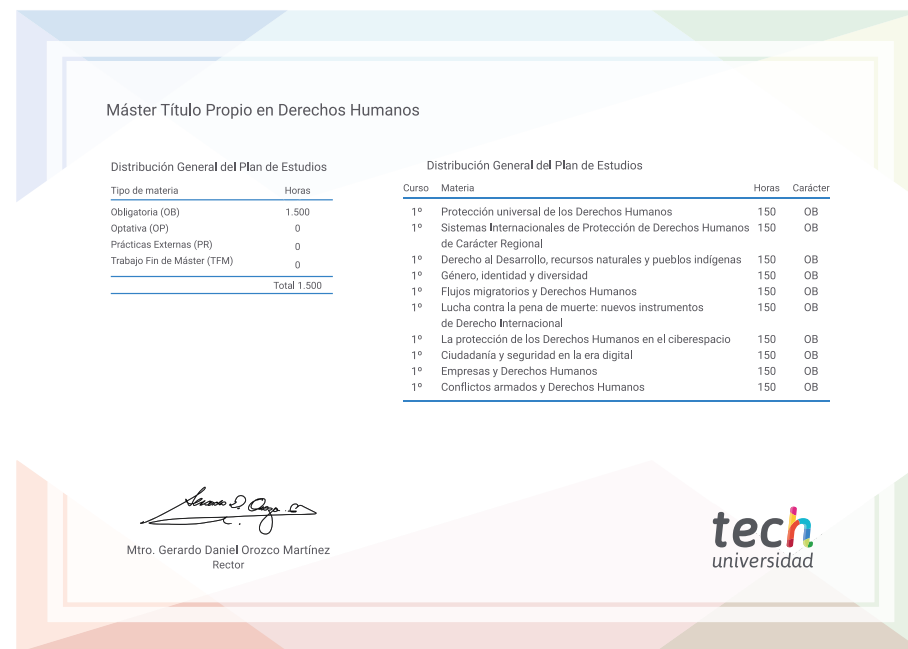 Máster Título Propio en Derechos Humanos
Distribución General del Plan de Estudios
Tipo de materia Horas
Obligatoria (OB) 1.500
Optativa (OP) 0
Prácticas Externas (PR) 0
Trabajo Fin de Máster (TFM) 0
Total 1.500
Distribución General del Plan de Estudios
Curso Materia Horas Carácter
1º Protección universal de los Derechos Humanos 150 OB
1º Sistemas Internacionales de Protección de Derechos Humanos 150 OB
de Carácter Regional
1º Derecho al Desarrollo, recursos naturales y pueblos indígenas 150 OB
1º Género, identidad y diversidad 150 OB
1º Flujos migratorios y Derechos Humanos 150 OB
1º Lucha contra la pena de muerte: nuevos instrumentos 150 OB
de Derecho Internacional
1º La protección de los Derechos Humanos en el ciberespacio 150 OB
1º Ciudadanía y seguridad en la era digital 150 OB
1º Empresas y Derechos Humanos 150 OB
1º Conflictos armados y Derechos Humanos 150 OB
Mtro. Gerardo Daniel Orozco Martínez
Rector
tech
universidad